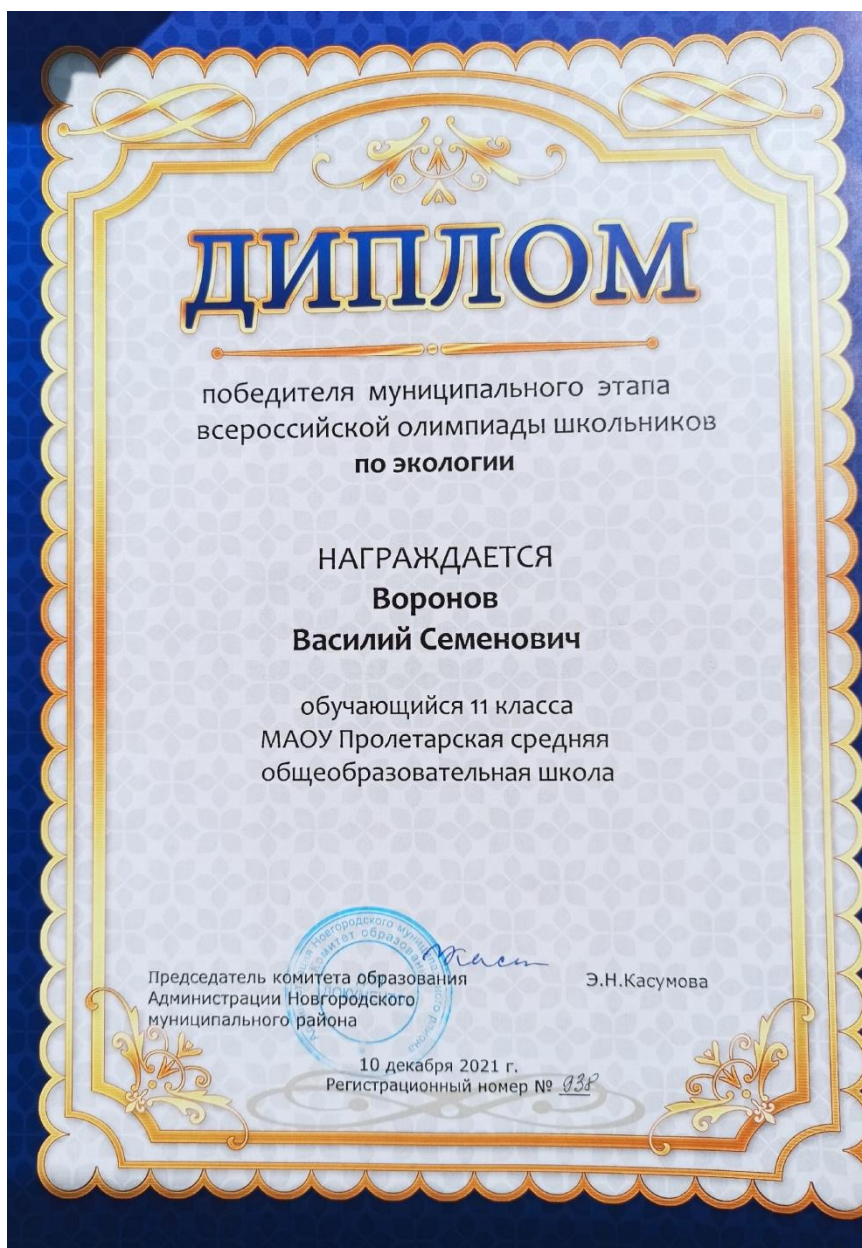 ДИПЛОМ
победителя муниципального этапа
всероссийской олимпиады школьников
по экологии
НАГРАЖДАЕТСЯ
Воронов
Василий Семенович
обучающийся 11 класса
МАОУ Пролетарская средняя
общеобразовательная школа
Председатель комитета образования
Администрации Новгородского
муниципального района
Э.Н.Касумова
10 декабря 2021 г.
Регистрационный номер № 938